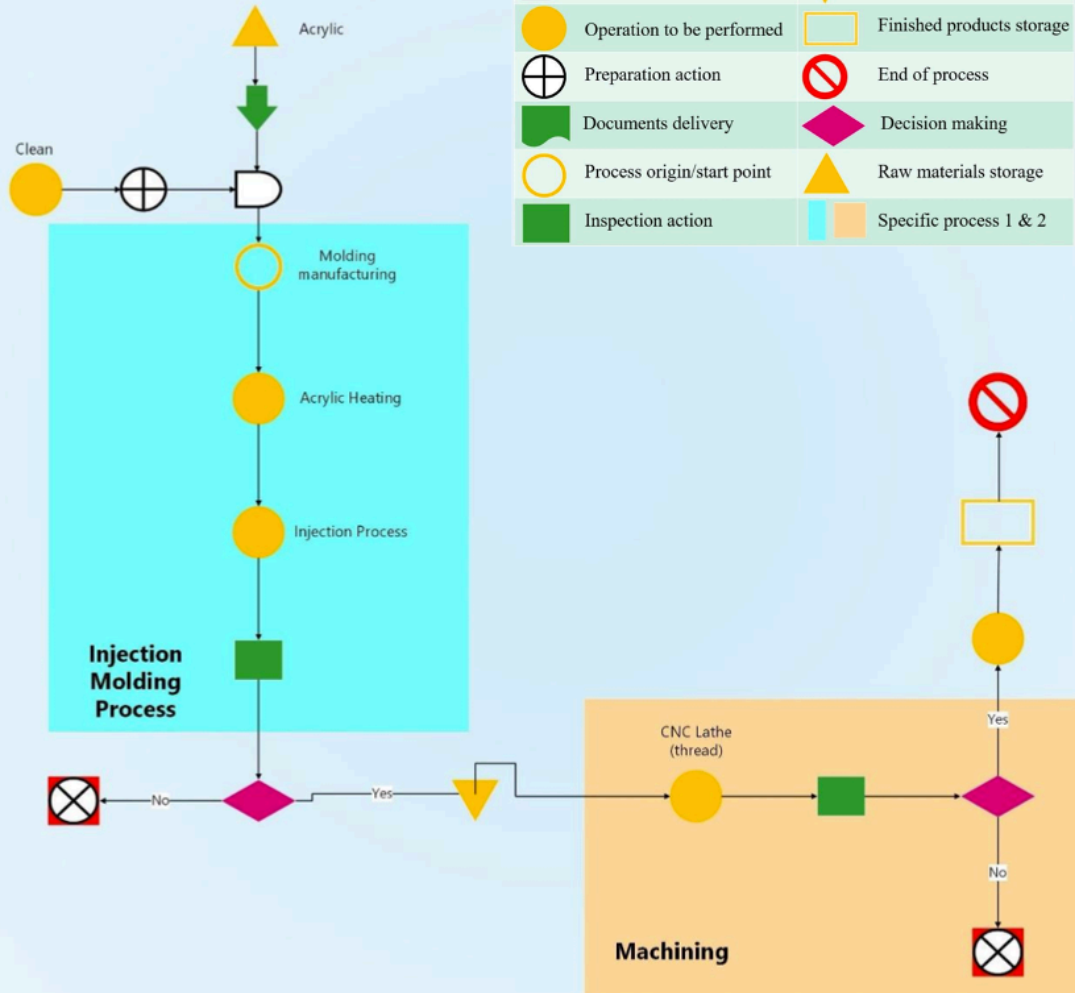 Acrylic
Operation to be performed
Finished products storage
Preparation action
End of process
Documents delivery
Decision making
Clean
Process origin/start point
Raw materials storage
Inspection action
Specific process 1 & 2
Molding
manufacturing
Acrylic Heating
Injection Process
Injection
Molding
Process
CNC Lathe
(thread)
Yes
No
Yes
No
Machining